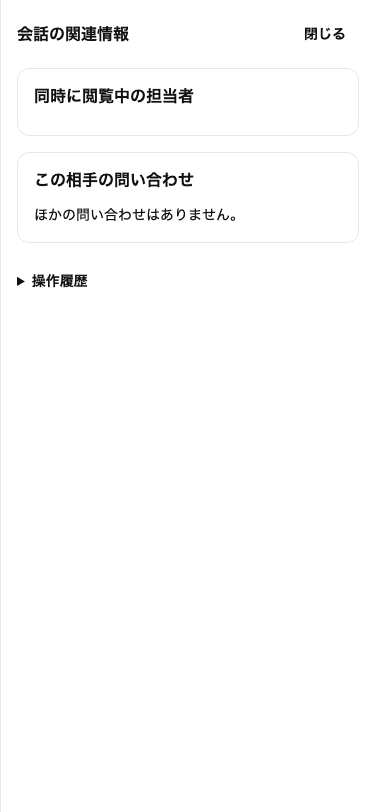 会話の関連情報
閉じる
同時に閲覧中の担当者
この相手の問い合わせ
ほかの問い合わせはありません。
操作履歴